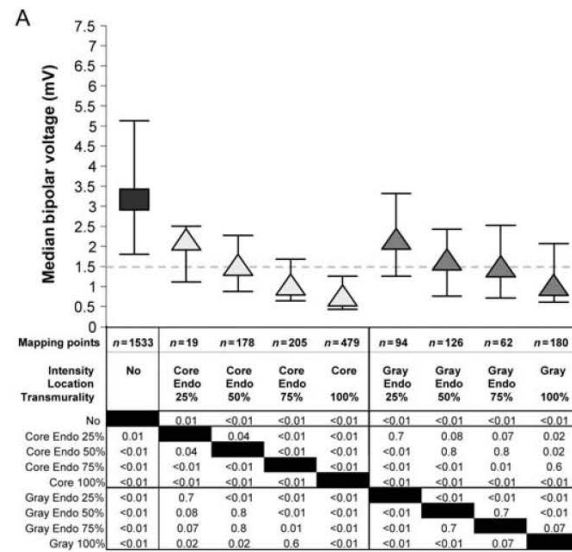 A
Median bipolar voltage (mV)
7.5
7
6.5
6
5.5
5
4.5
4
3.5
3
2.5
2
1.5
1
0.5
0
Mapping points n=1533 n=19 n=178 n=205 n=479 n=94 n=126 n=62 n=180
Intensity No Core Core Core Core Gray Gray Gray Gray
Location Endo Endo Endo Endo Endo Endo
Transmurality 25% 50% 75% 100% 25% 50% 75% 100%
No 0.01 <0.01 <0.01 <0.01 <0.01 <0.01 <0.01 <0.01
Core Endo 25% 0.01 0.04 <0.01 <0.01 0.7 0.08 0.07 0.02
Core Endo 50% <0.01 0.04 <0.01 <0.01 <0.01 0.8 0.8 0.02
Core Endo 75% <0.01 <0.01 <0.01 <0.01 <0.01 <0.01 0.01 0.6
Core 100% <0.01 <0.01 <0.01 <0.01 <0.01 <0.01 <0.01 <0.01
Gray Endo 25% <0.01 0.7 <0.01 <0.01 <0.01 <0.01 <0.01 <0.01
Gray Endo 50% <0.01 0.08 0.8 <0.01 <0.01 <0.01 0.7 <0.01
Gray Endo 75% <0.01 0.07 0.8 0.01 <0.01 <0.01 0.7 0.07
Gray 100% <0.01 0.02 0.02 0.6 <0.01 <0.01 <0.01 0.07